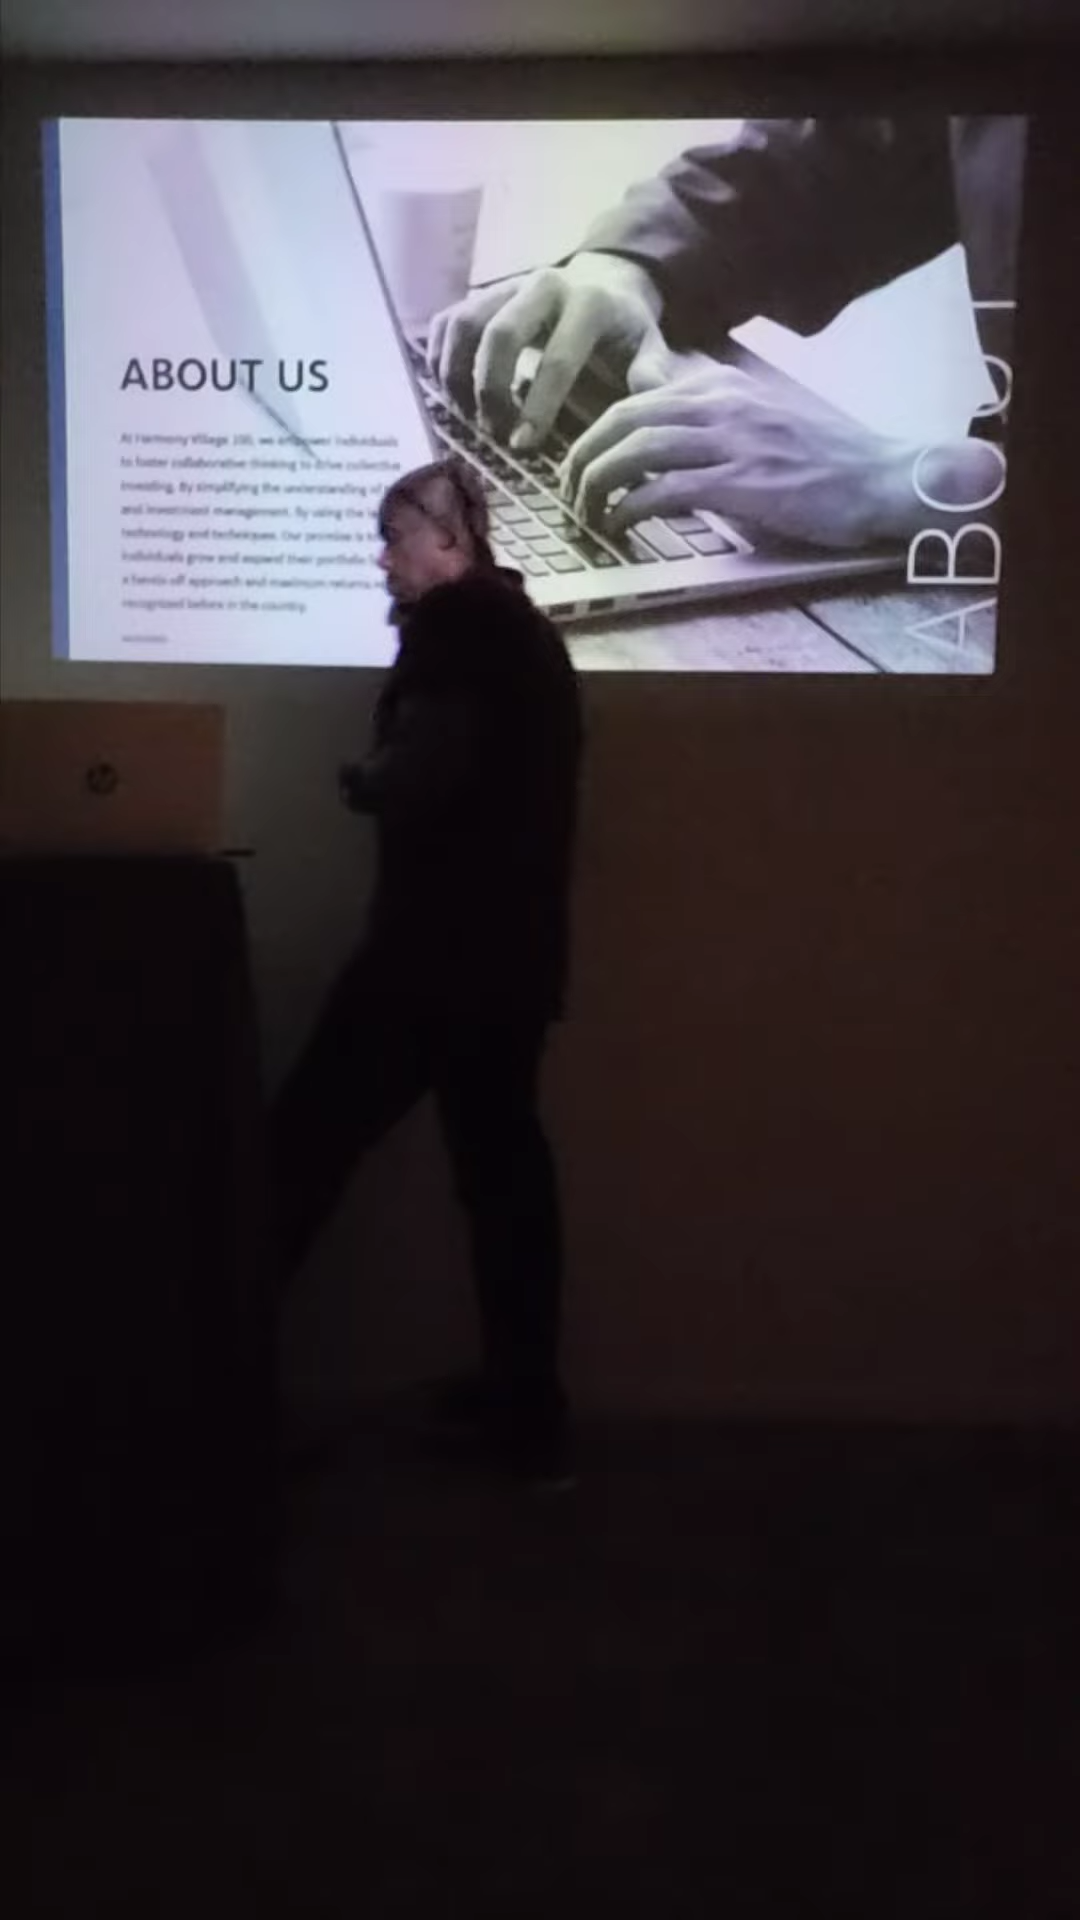 ABOUT US
At Harmony Village 100, we empower individuals
to foster collaborative thinking to drive collective
investing. By simplifying the understanding of
and investment management. By using the
technology and techniques. Our promise is
individuals grow and expand their portfolio
a hands-off approach and maximum returns
recognized before in the country.
ABOUT
hp